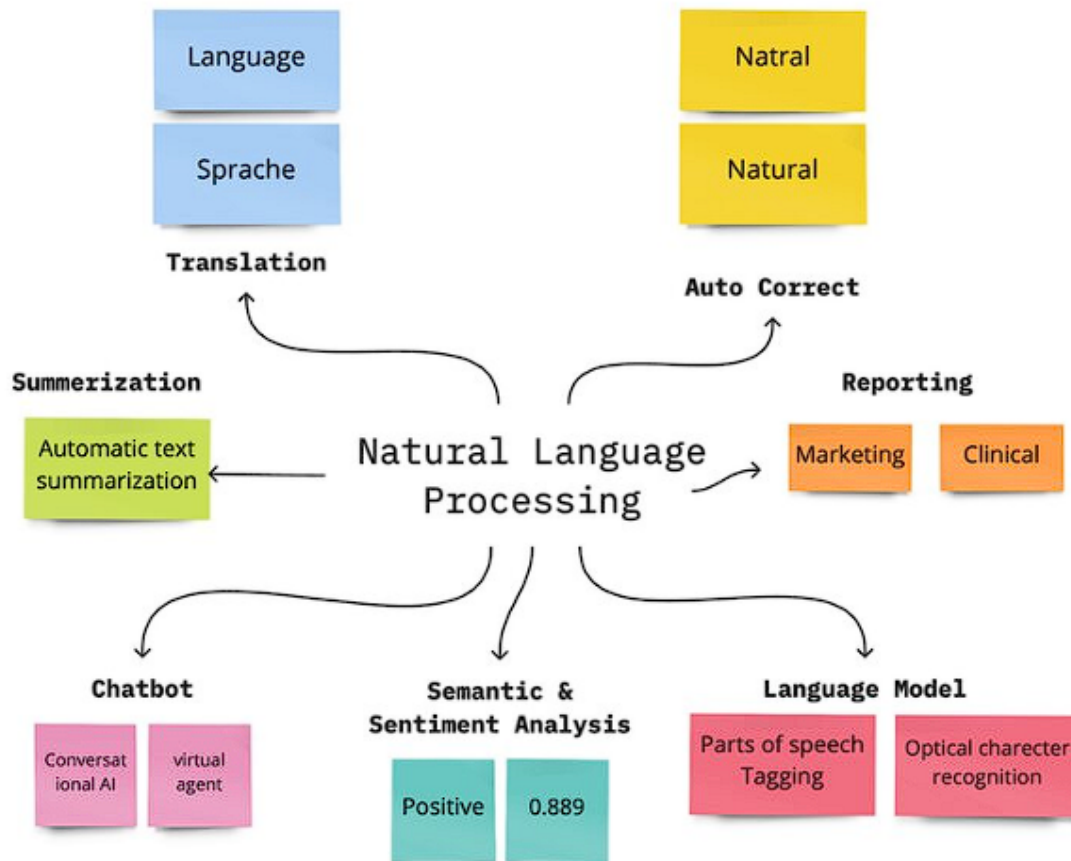 Language
Sprache
Translation
Natral
Natural
Auto Correct
Summerization
Automatic text
summarization
Natural Language
Processing
Reporting
Marketing
Clinical
Chatbot
Conversat
ional AI
virtual
agent
Semantic &
Sentiment Analysis
Positive
0.889
Language Model
Parts of speech
Tagging
Optical charecter
recognition